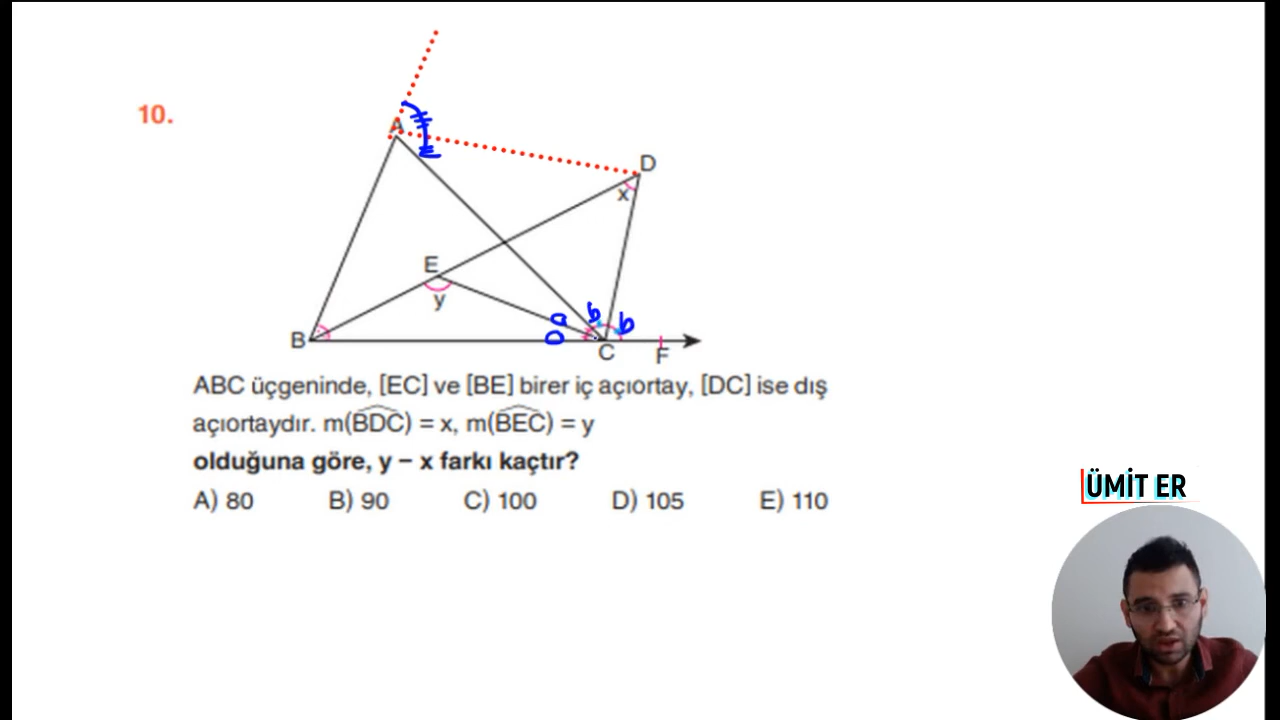 10.
A
D
x
E
y
a
a
b
b
B
C
F
ABC üçgeninde, [EC] ve [BE] birer iç açıortay, [DC] ise dış
açıortaydır. m(BDC) = x, m(BEC) = y
olduğuna göre, y – x farkı kaçtır?
A) 80 B) 90 C) 100 D) 105 E) 110
ÜMİT ER